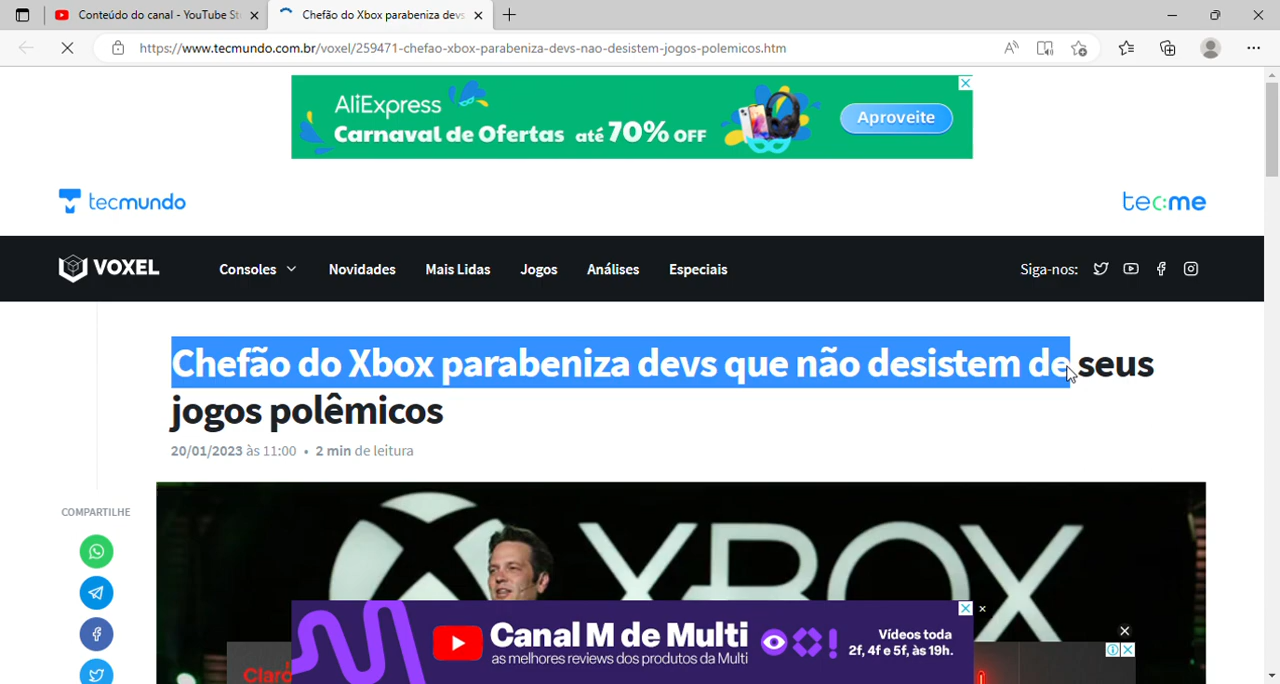 Conteúdo do canal - YouTube St
Chefão do Xbox parabeniza devs
https://www.tecmundo.com.br/voxel/259471-chefao-xbox-parabeniza-devs-nao-desistem-jogos-polemicos.htm
AliExpress
Carnaval de Ofertas até 70% OFF
Aproveite
tecmundo
tec:me
VOXEL
Consoles
Novidades
Mais Lidas
Jogos
Análises
Especiais
Siga-nos:
Chefão do Xbox parabeniza devs que não desistem de seus
jogos polêmicos
20/01/2023 às 11:00 • 2 min de leitura
COMPARTILHE
XBOX
Canal M de Multi
as melhores reviews dos produtos da Multi
Vídeos toda
2f, 4f e 5f, às 19h.
Claro